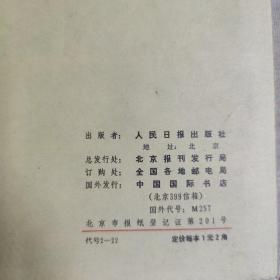 出版者：人民日报出版社
地址：北京
总发行处：北京报刊发行局
订购处：全国各地邮电局
国外发行：中国国际书店
（北京399信箱）
国外代号：M257
北京市报纸登记证第201号
代号2—22 定价每本1元2角